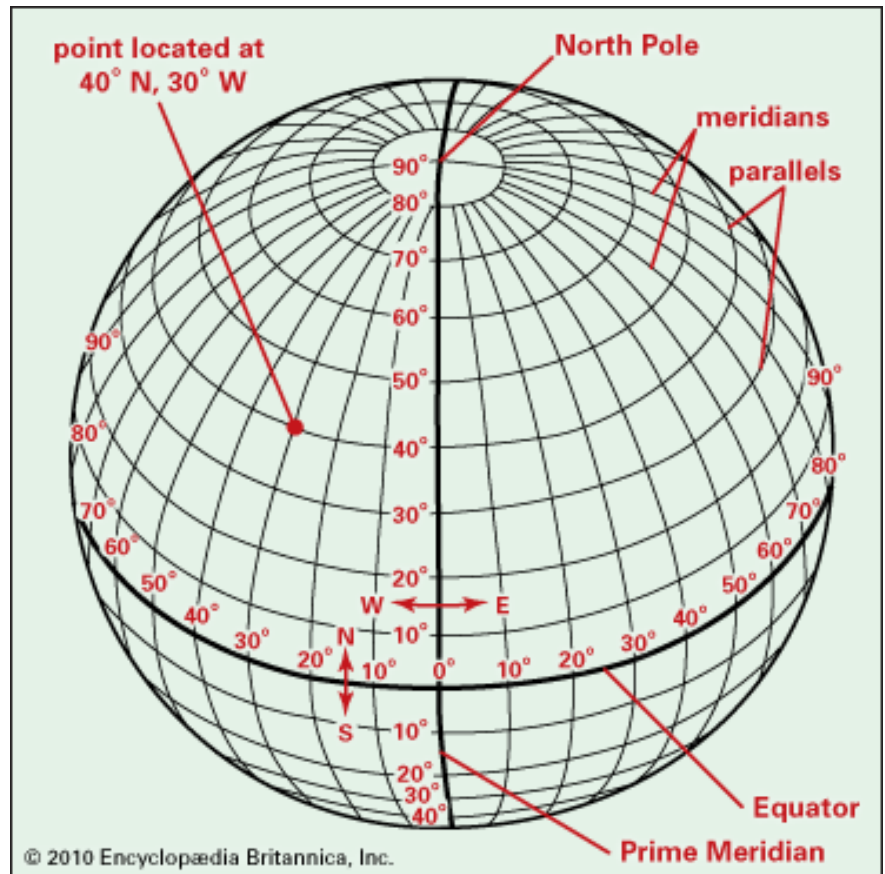 point located at
40° N, 30° W
North Pole
meridians
parallels
90°
80°
70°
60°
50°
40°
30°
20°
W E
10°
N
S
90°
80°
70°
60°
50°
40°
30°
20°
10°
0°
10°
20°
30°
40°
50°
60°
70°
80°
90°
10°
20°
30°
40°
Equator
Prime Meridian
© 2010 Encyclopædia Britannica, Inc.